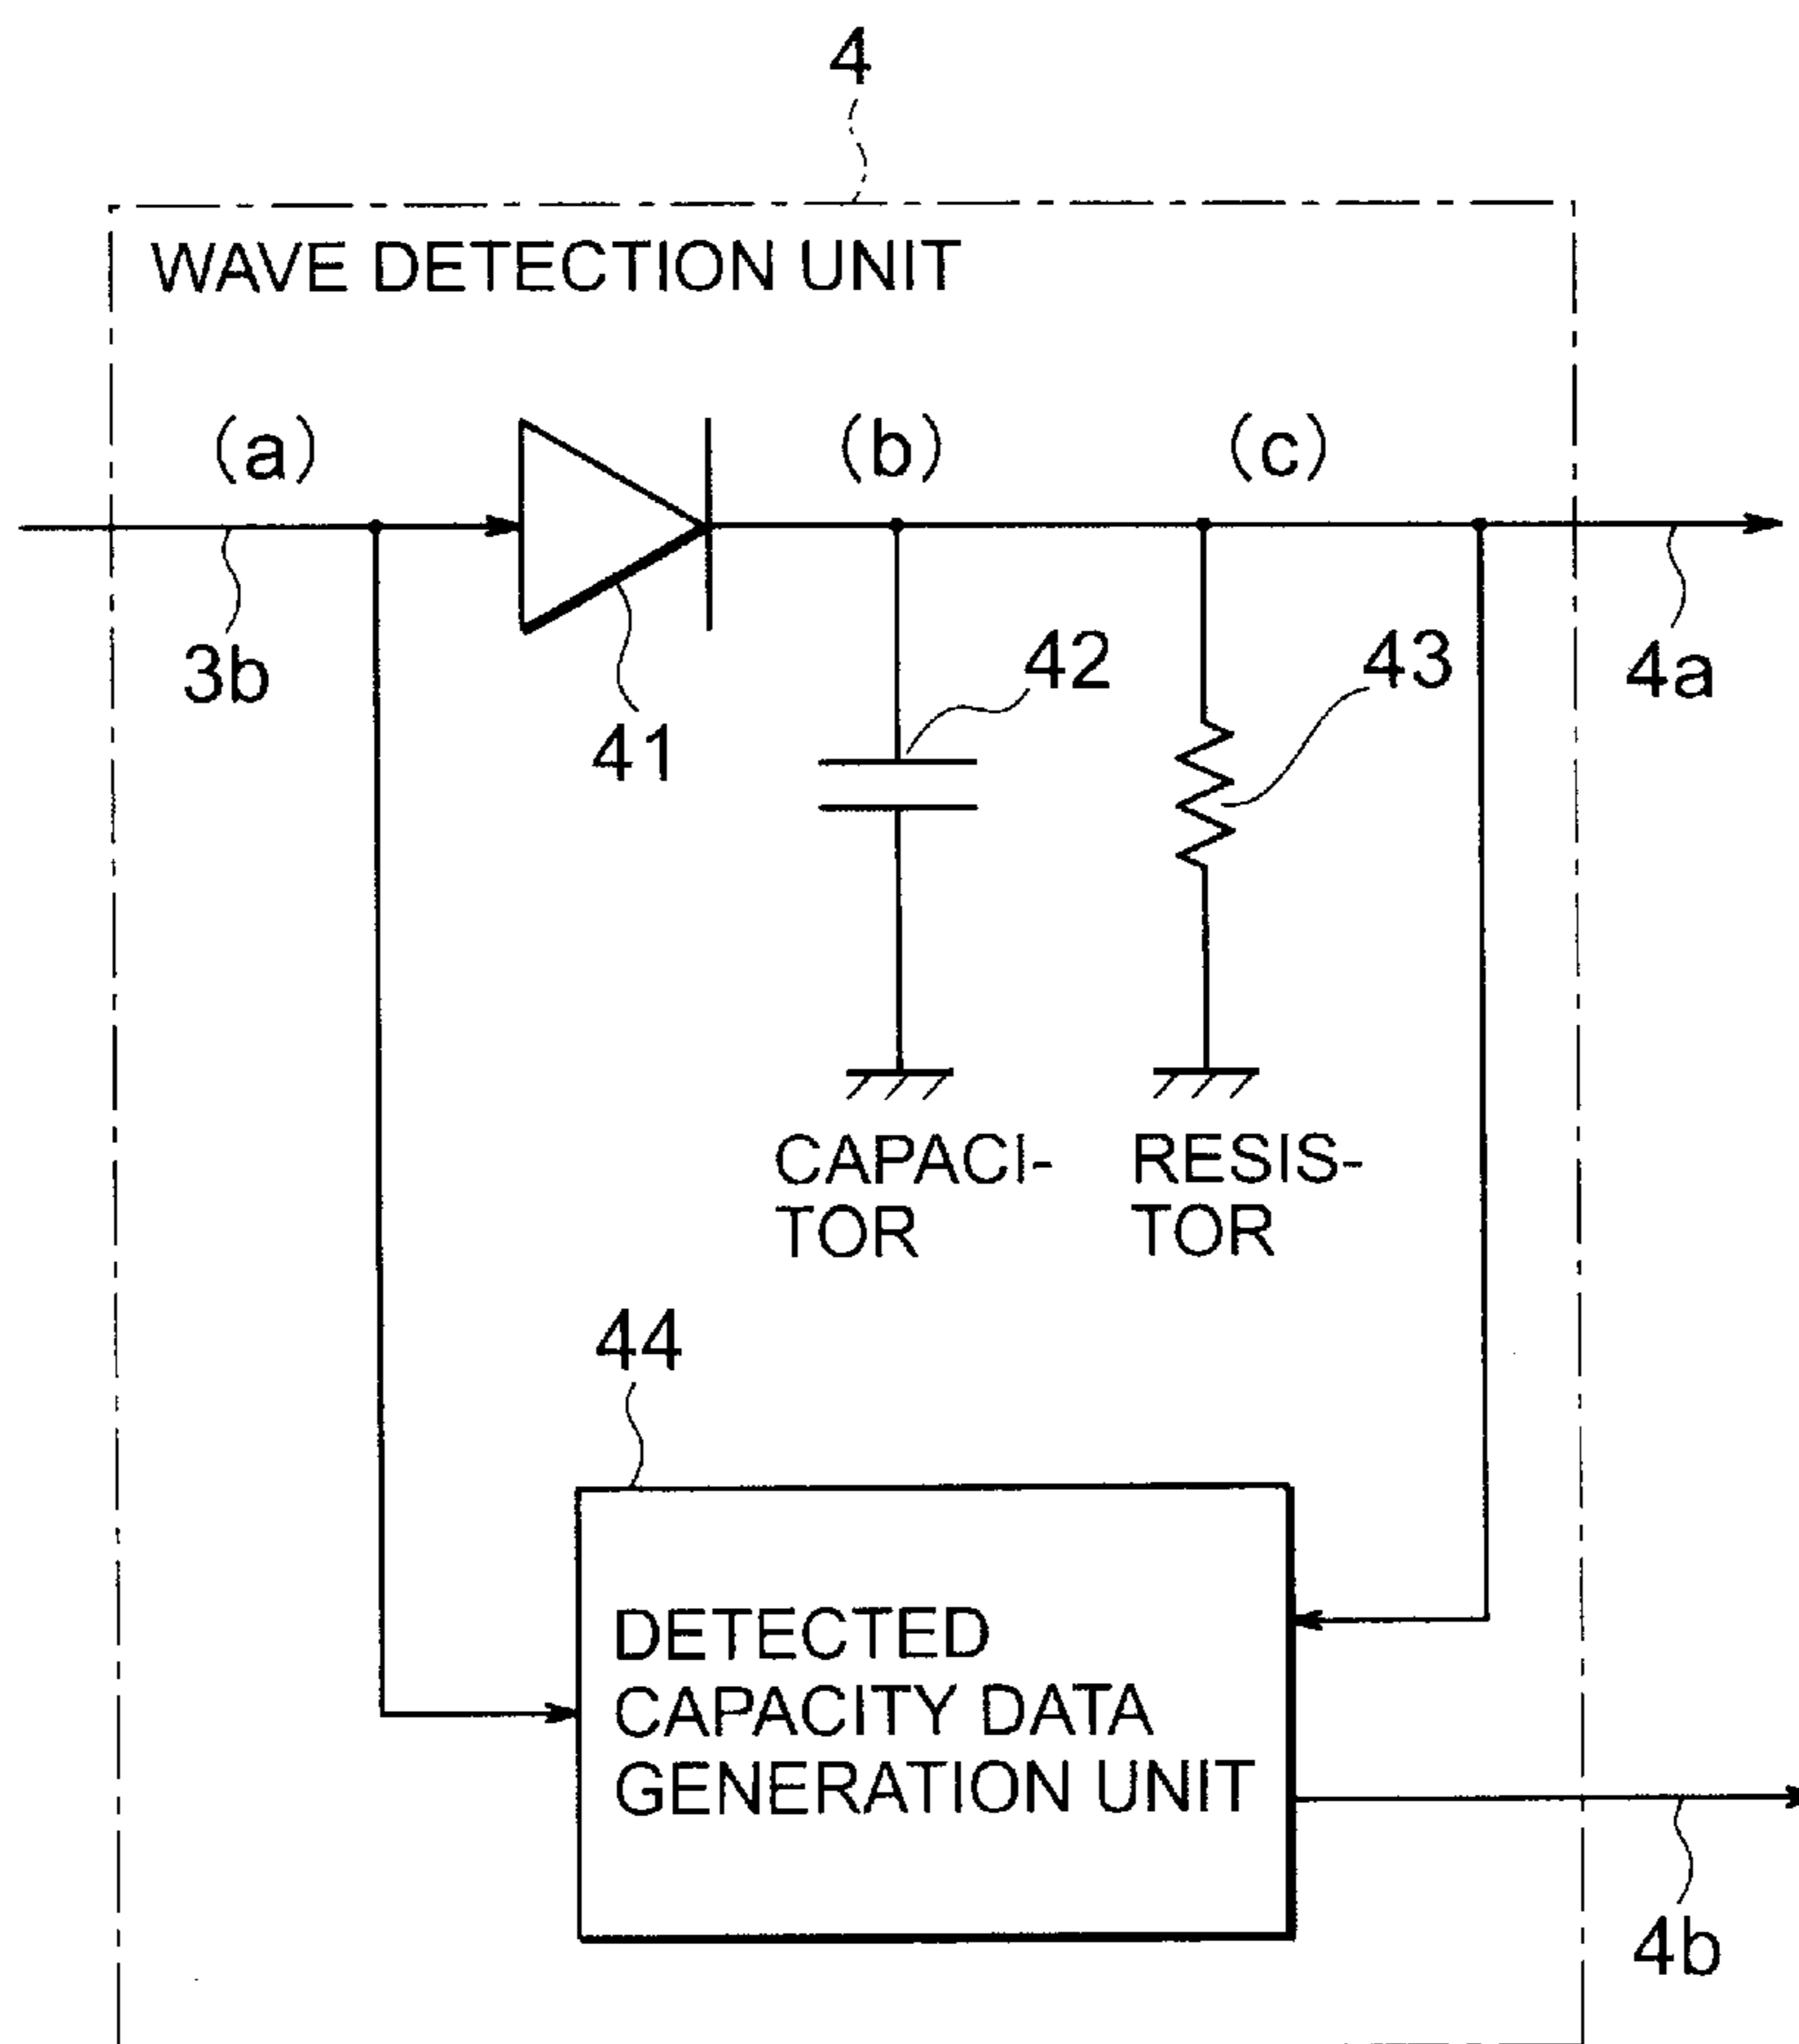 4
WAVE DETECTION UNIT
(a)
(b)
(c)
3b
41
42
43
4a
CAPACI-
TOR
RESIS-
TOR
44
DETECTED
CAPACITY DATA
GENERATION UNIT
4b